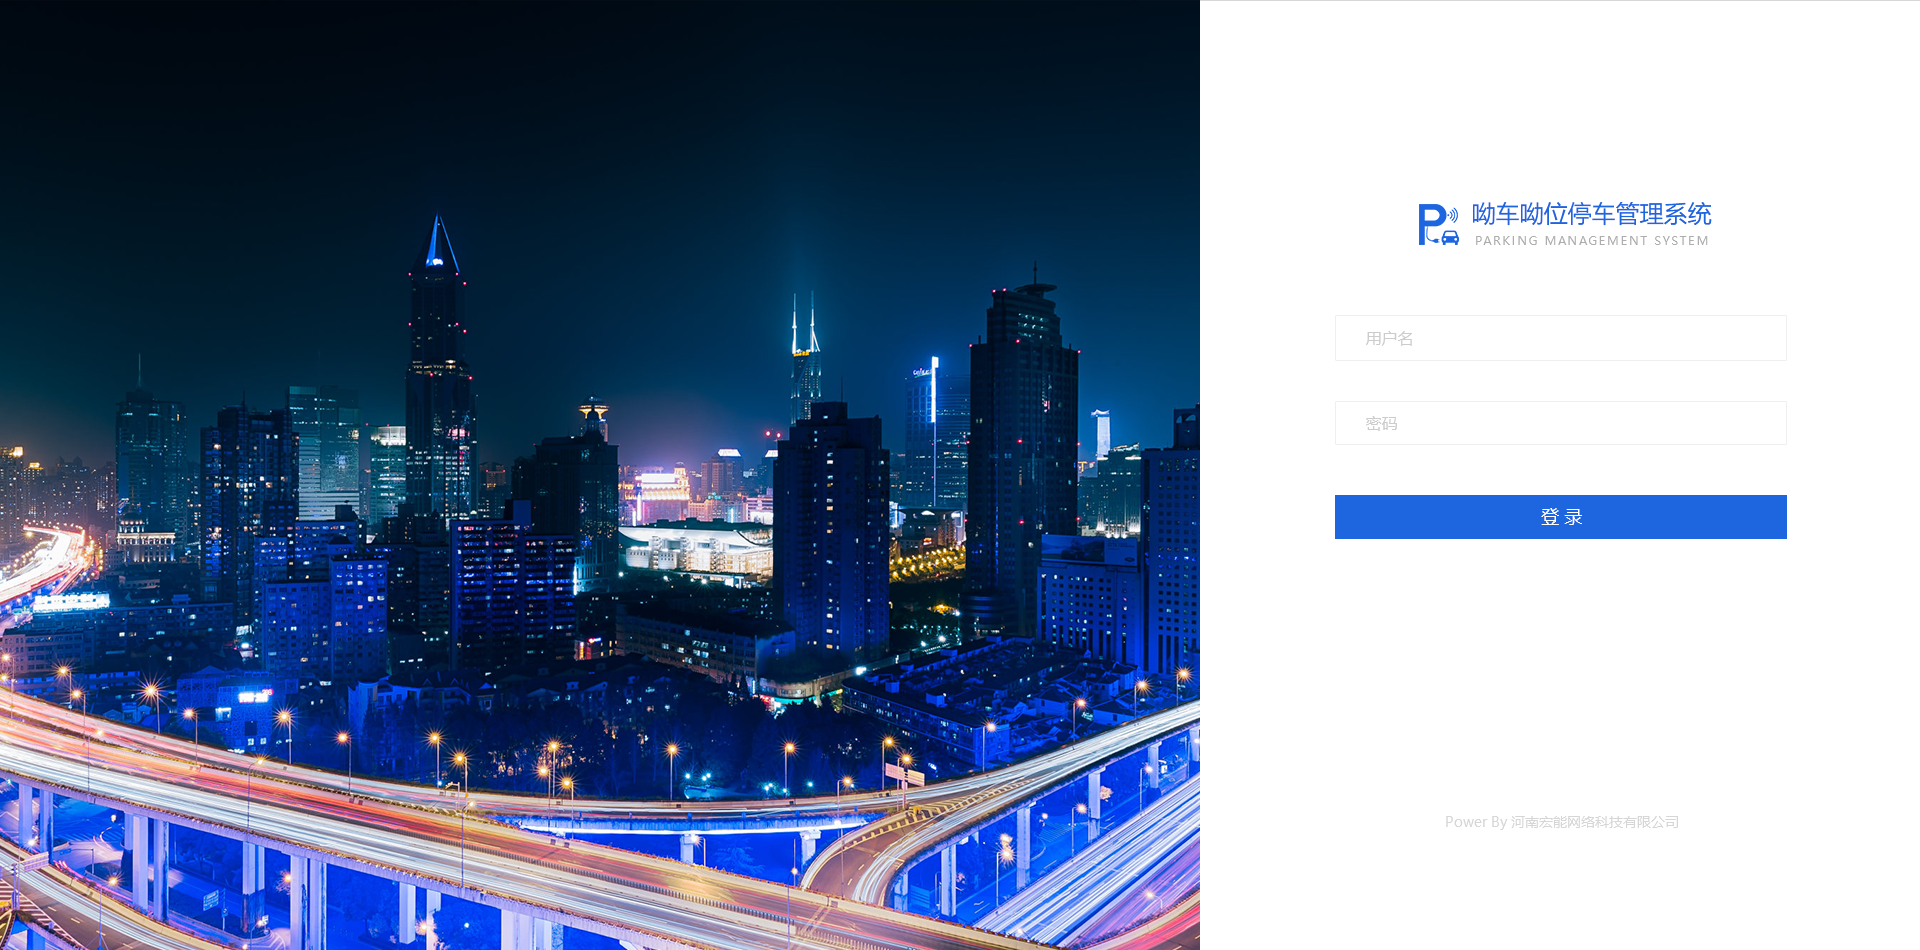 呦车呦位停车管理系统
PARKING MANAGEMENT SYSTEM
用户名
密码
登 录
Power By 河南宏能网络科技有限公司